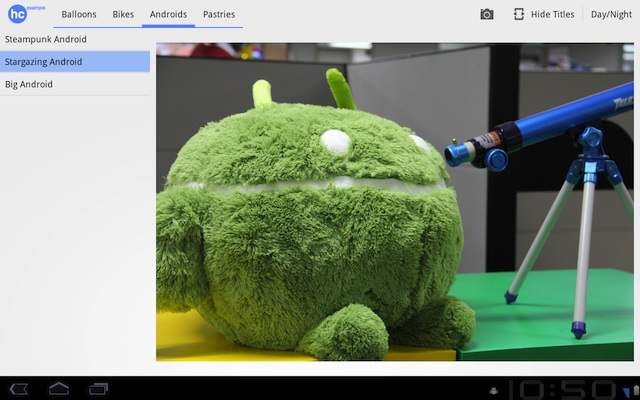 hc example Balloons Bikes Androids Pastries Hide Titles Day/Night
Steampunk Android
Stargazing Android
Big Android
10:50